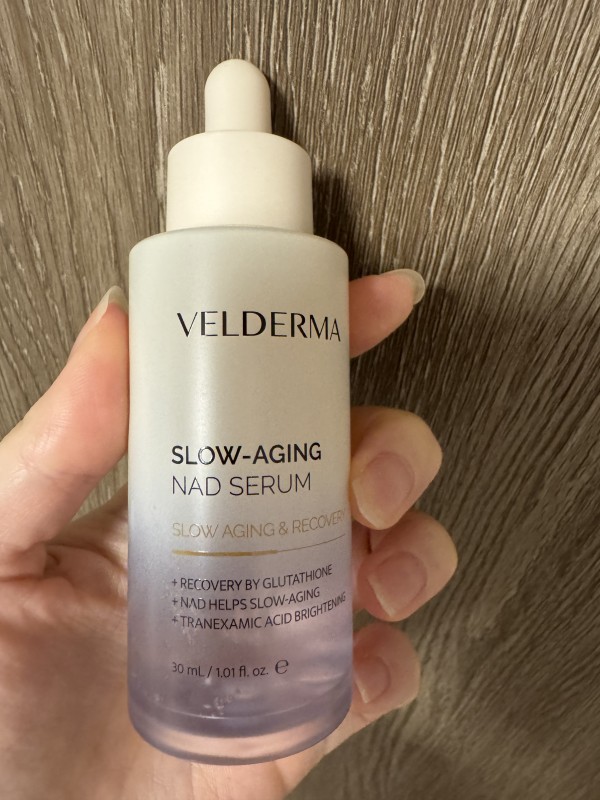 VELDERMA
SLOW-AGING
NAD SERUM
SLOW AGING & RECOVERY
+ RECOVERY BY GLUTATHIONE
+ NAD HELPS SLOW-AGING
+ TRANEXAMIC ACID BRIGHTENING
30 mL / 1.01 fl. oz. ℮